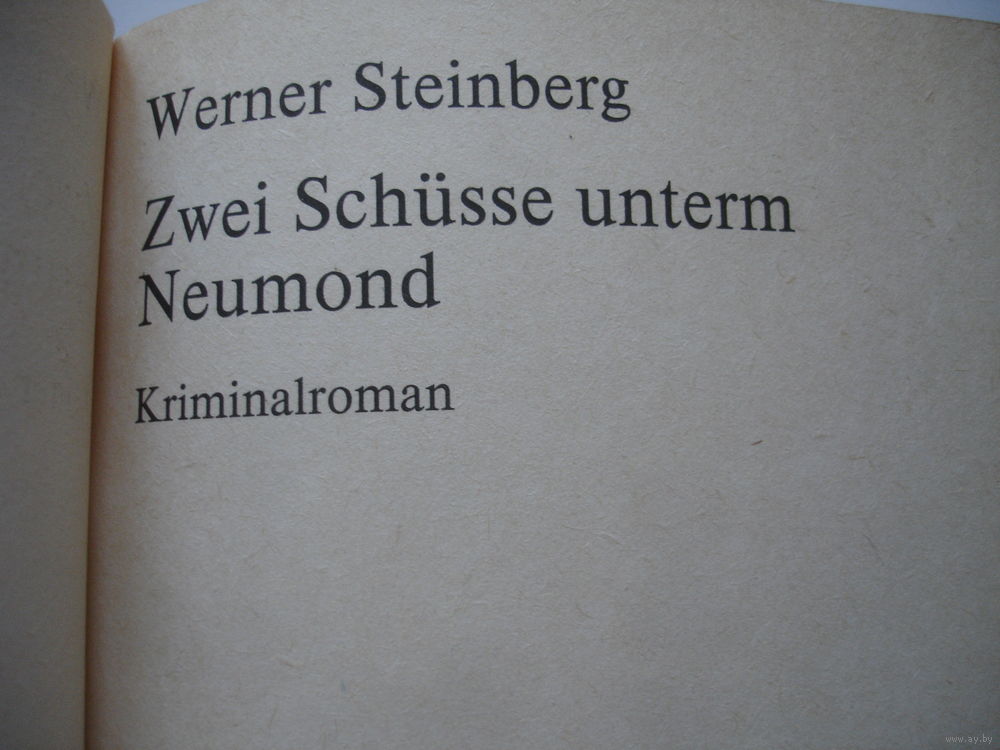 Werner Steinberg
Zwei Schüsse unterm
Neumond
Kriminalroman
www.ay.by